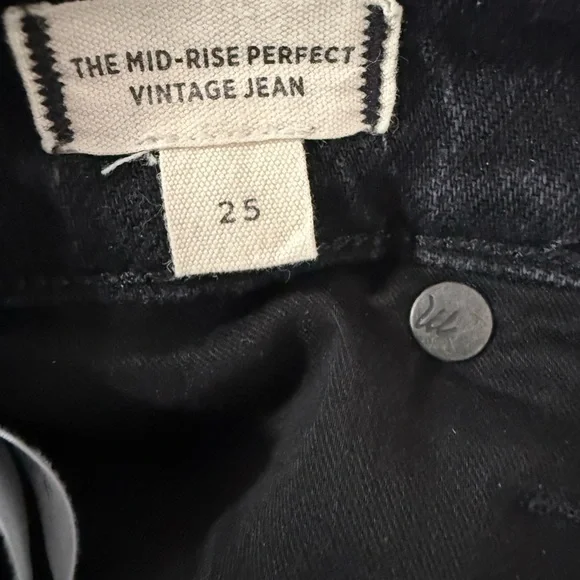 THE MID-RISE PERFECT
VINTAGE JEAN
25